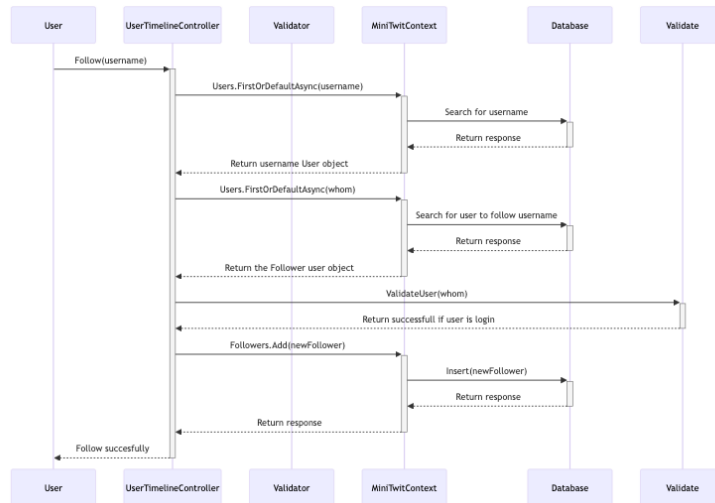 User UserTimelineController Validator MiniTwitContext Database Validate
Follow(username)
Users.FirstOrDefaultAsync(username)
Search for username
Return response
Return username User object
Users.FirstOrDefaultAsync(whom)
Search for user to follow username
Return response
Return the Follower user object
ValidateUser(whom)
Return successfull if user is login
Followers.Add(newFollower)
Insert(newFollower)
Return response
Return response
Follow succesfully
User UserTimelineController Validator MiniTwitContext Database Validate